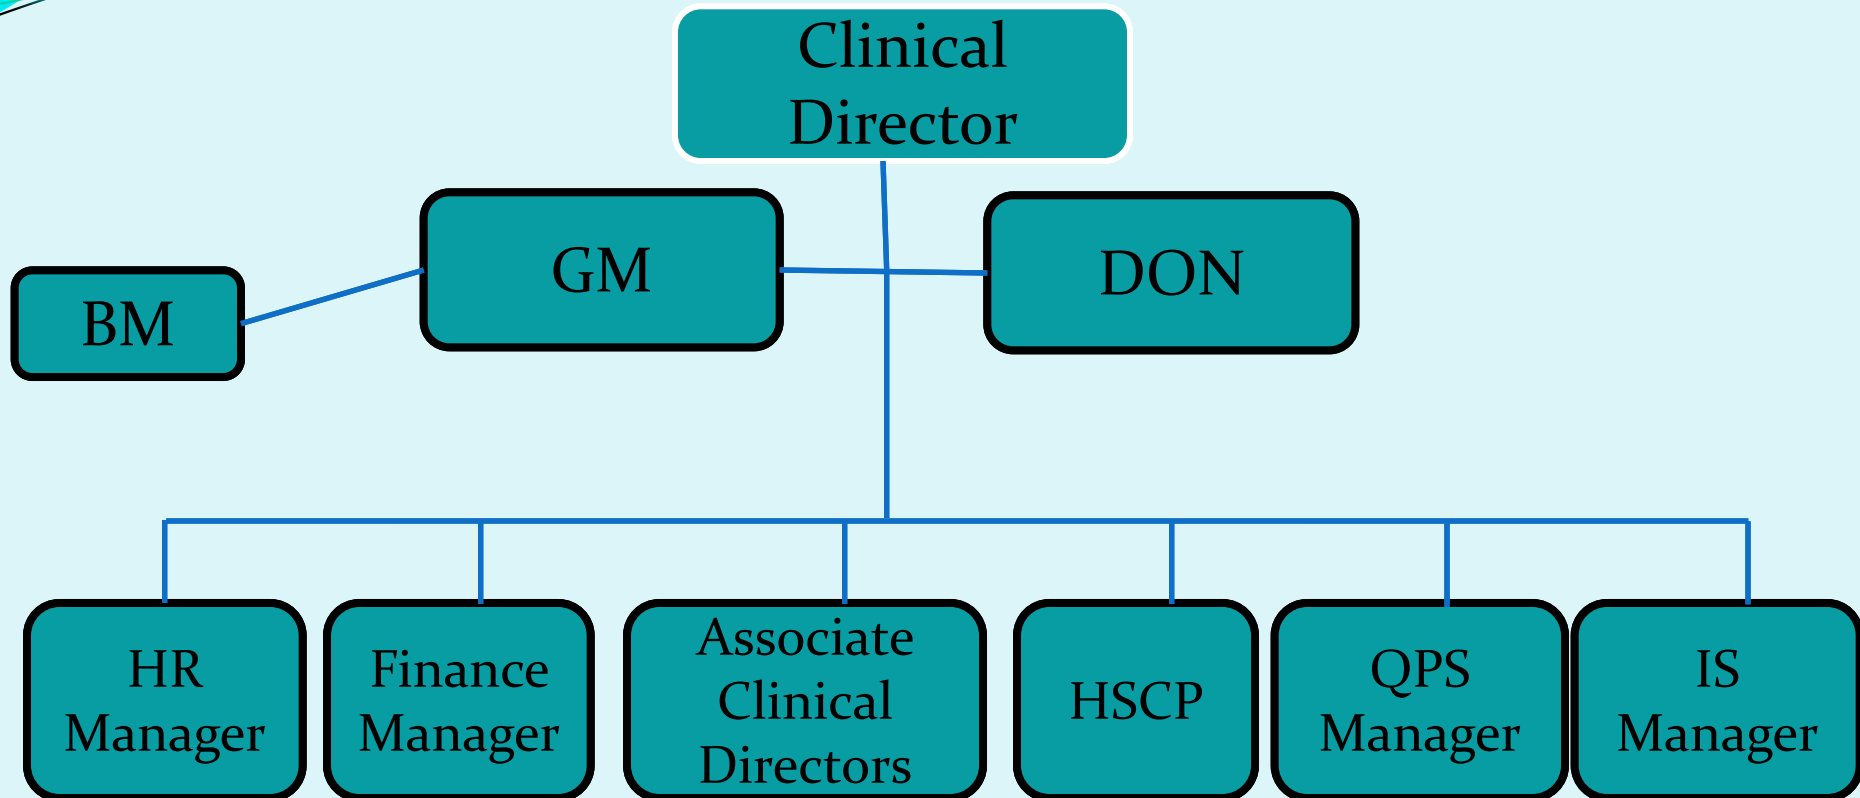 Clinical
Director
GM
DON
BM
HR
Manager
Finance
Manager
Associate
Clinical
Directors
HSCP
QPS
Manager
IS
Manager